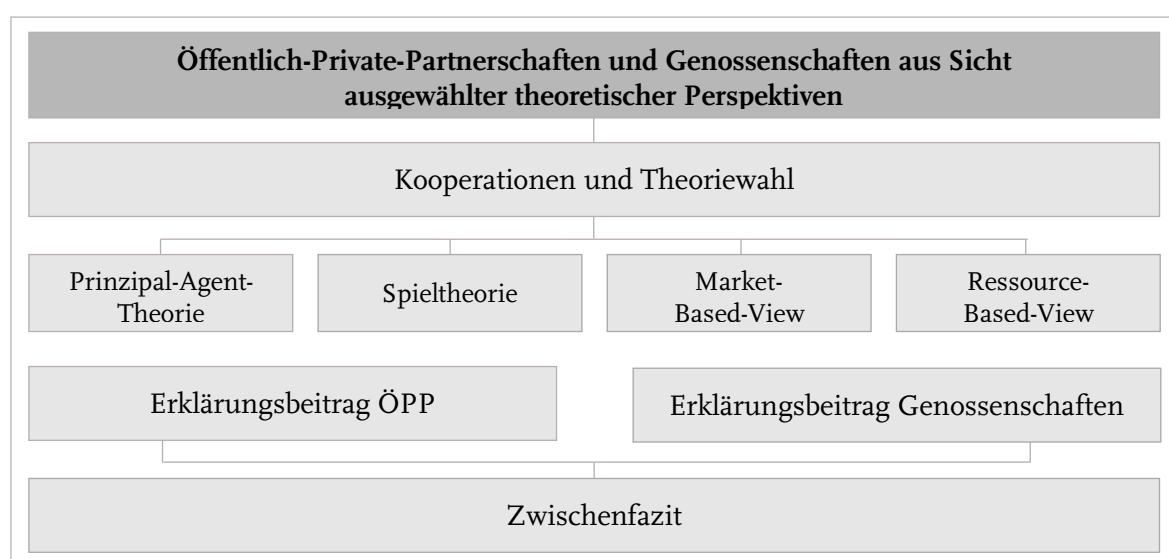 Öffentlich-Private-Partnerschaften und Genossenschaften aus Sicht
ausgewählter theoretischer Perspektiven
Kooperationen und Theoriewahl
Prinzipal-Agent-
Theorie
Spieltheorie
Market-
Based-View
Ressource-
Based-View
Erklärungsbeitrag ÖPP
Erklärungsbeitrag Genossenschaften
Zwischenfazit